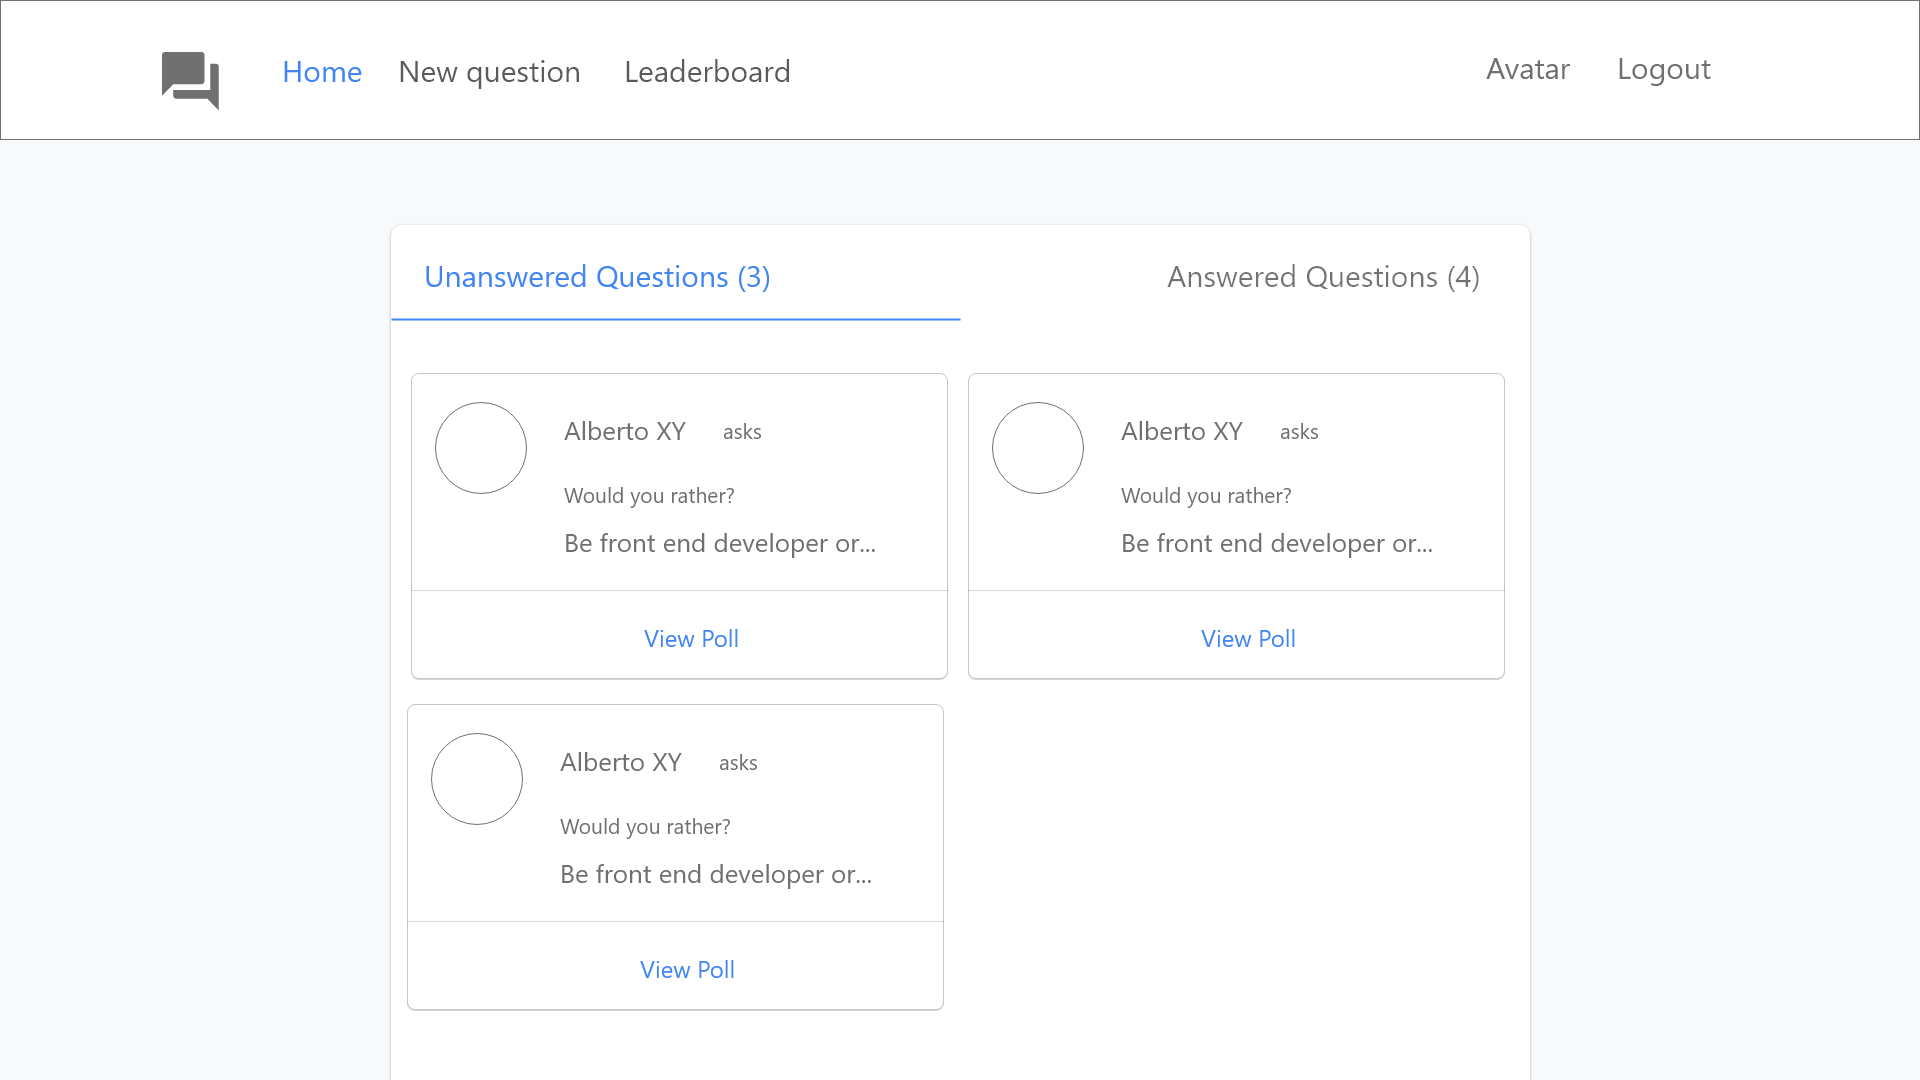 Home New question Leaderboard Avatar Logout
Unanswered Questions (3) Answered Questions (4)
Alberto XY asks
Would you rather?
Be front end developer or...
View Poll
Alberto XY asks
Would you rather?
Be front end developer or...
View Poll
Alberto XY asks
Would you rather?
Be front end developer or...
View Poll